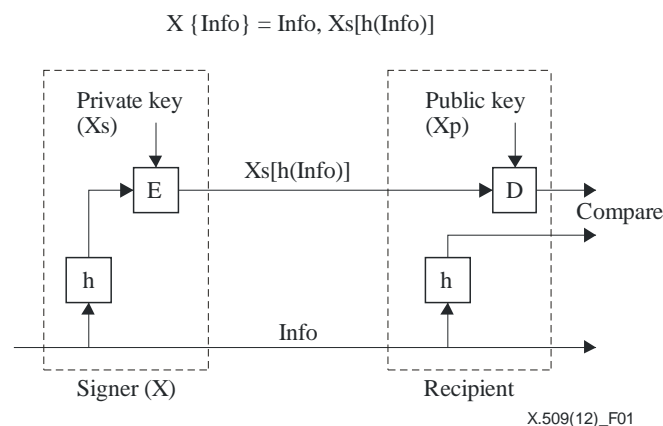 X {Info} = Info, Xs[h(Info)]
Private key
(Xs)
Public key
(Xp)
Xs[h(Info)]
E
D
Compare
h
h
Info
Signer (X)
Recipient
X.509(12)_F01